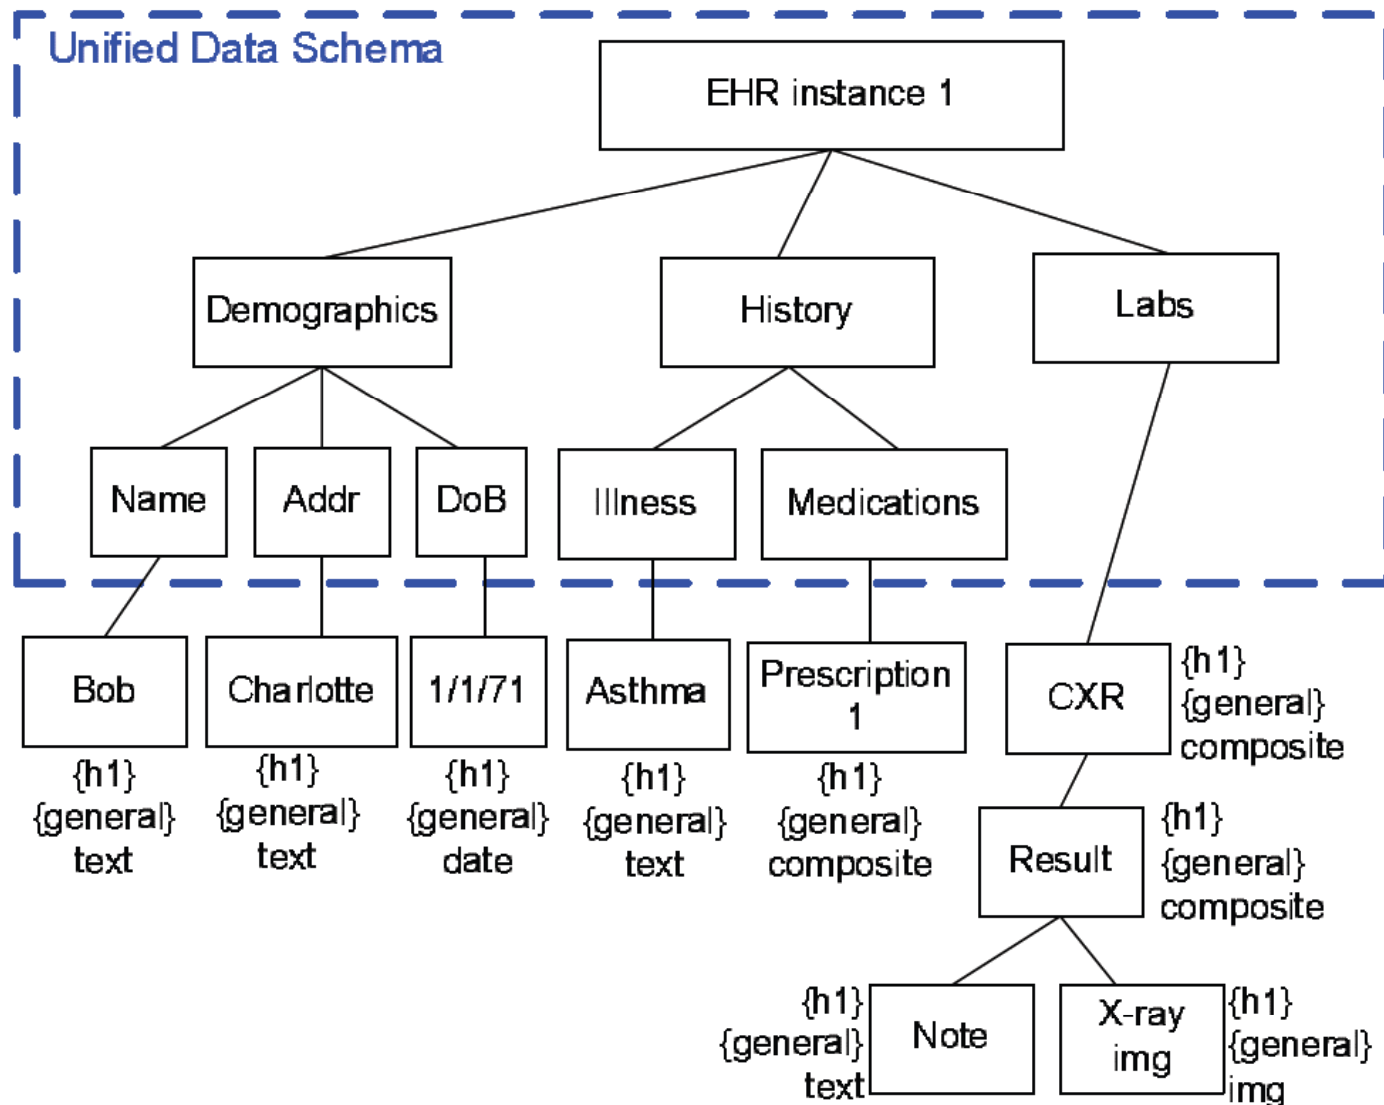 Unified Data Schema
EHR instance 1
Demographics
History
Labs
Name
Addr
DoB
Illness
Medications
Bob
{h1}
{general}
text
Charlotte
{h1}
{general}
text
1/1/71
{h1}
{general}
date
Asthma
{h1}
{general}
text
Prescription
1
{h1}
{general}
composite
CXR
{h1}
{general}
composite
Result
{h1}
{general}
composite
{h1}
{general}
text
Note
X-ray
img
{h1}
{general}
img